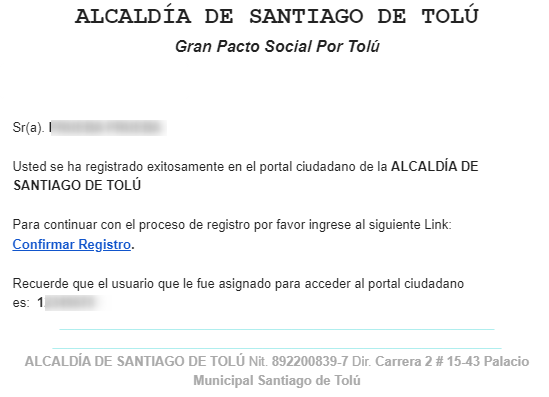 ALCALDÍA DE SANTIAGO DE TOLÚ
Gran Pacto Social Por Tolú
Sr(a).
Usted se ha registrado exitosamente en el portal ciudadano de la ALCALDÍA DE
SANTIAGO DE TOLÚ
Para continuar con el proceso de registro por favor ingrese al siguiente Link:
Confirmar Registro.
Recuerde que el usuario que le fue asignado para acceder al portal ciudadano
es: 1
ALCALDÍA DE SANTIAGO DE TOLÚ Nit. 892200839-7 Dir. Carrera 2 # 15-43 Palacio
Municipal Santiago de Tolú